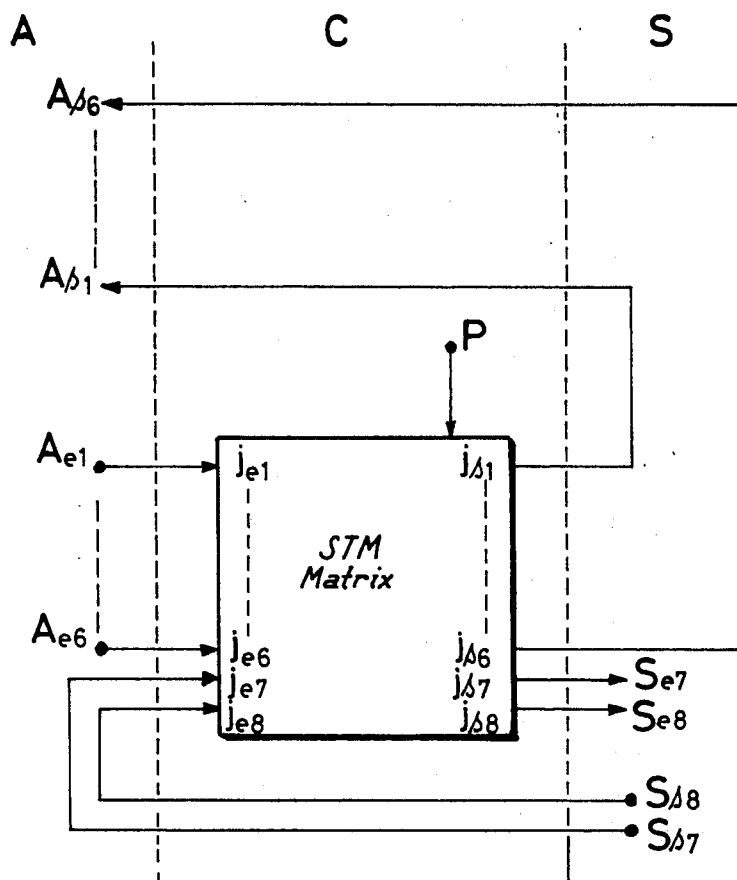 A C S
As6
As1
P
Ae1 je1 js1
STM
Matrix
Ae6 je6 js6
je7 js7 Se7
je8 js8 Se8
Ss8
Ss7